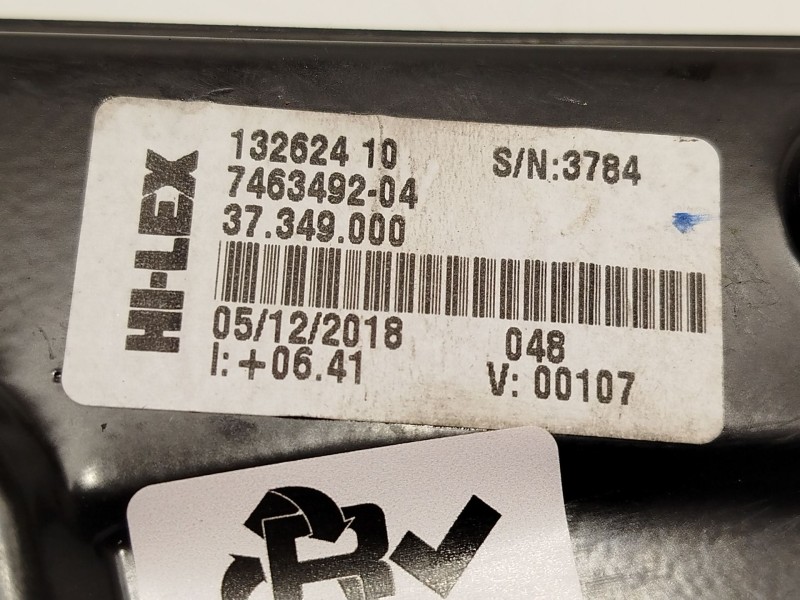 HI-LEX
132624 10
S/N:3784
7463492-04
37.349.000
05/12/2018
048
I: +06.41
V: 00107
R